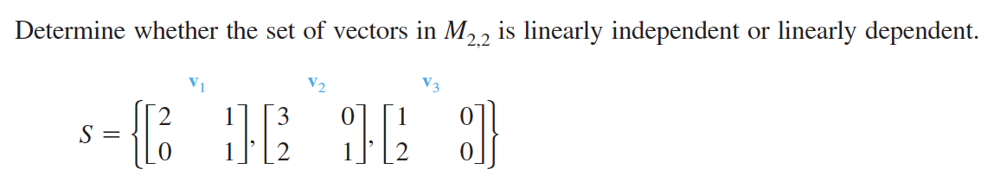 Determine whether the set of vectors in M2,2 is linearly independent or linearly dependent.
v1 v2 v3
S = {[2 1
0 1], [3 0
2 1], [1 0
2 0]}